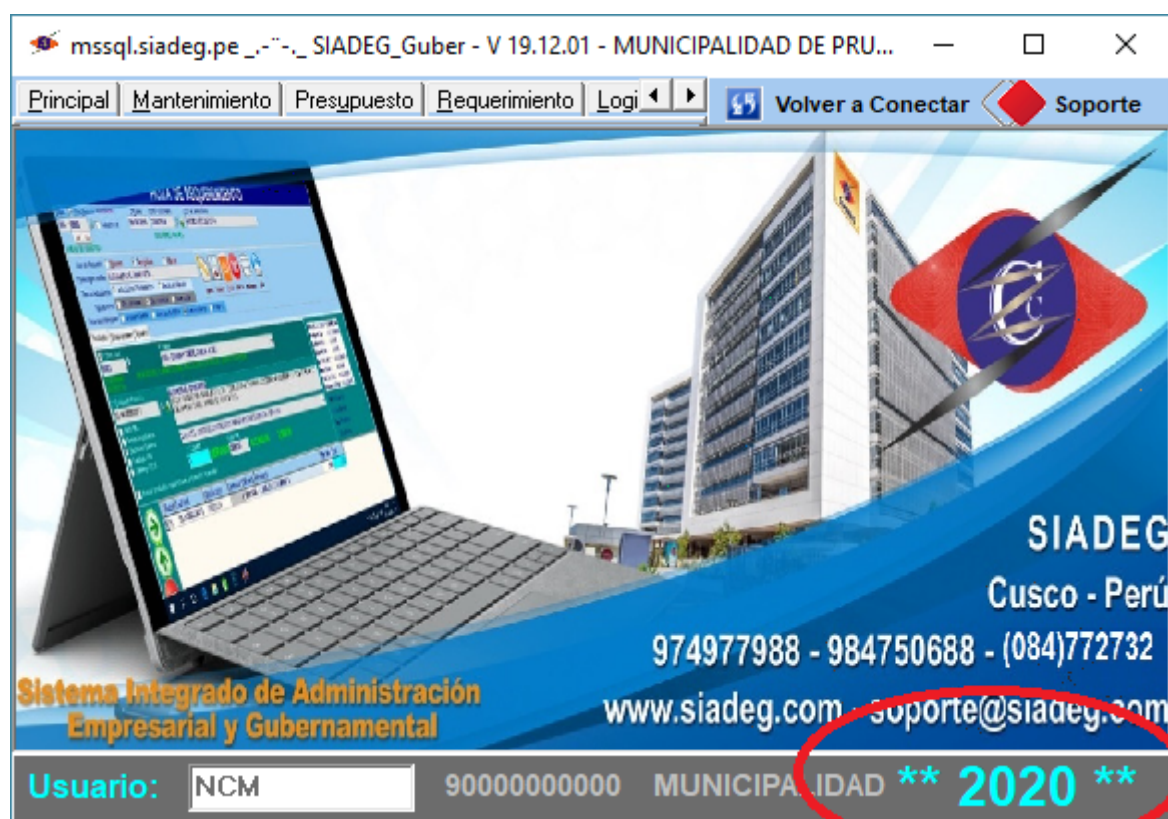 mssql.siadeg.pe _.-¨-._ SIADEG_Guber - V 19.12.01 - MUNICIPALIDAD DE PRU...
Principal Mantenimiento Presupuesto Requerimiento Logi Volver a Conectar Soporte
SIADEG
Cusco - Perú
974977988 - 984750688 - (084)772732
www.siadeg.com - soporte@siadeg.com
Sistema Integrado de Administración
Empresarial y Gubernamental
Usuario: NCM 90000000000 MUNICIPALIDAD ** 2020 **